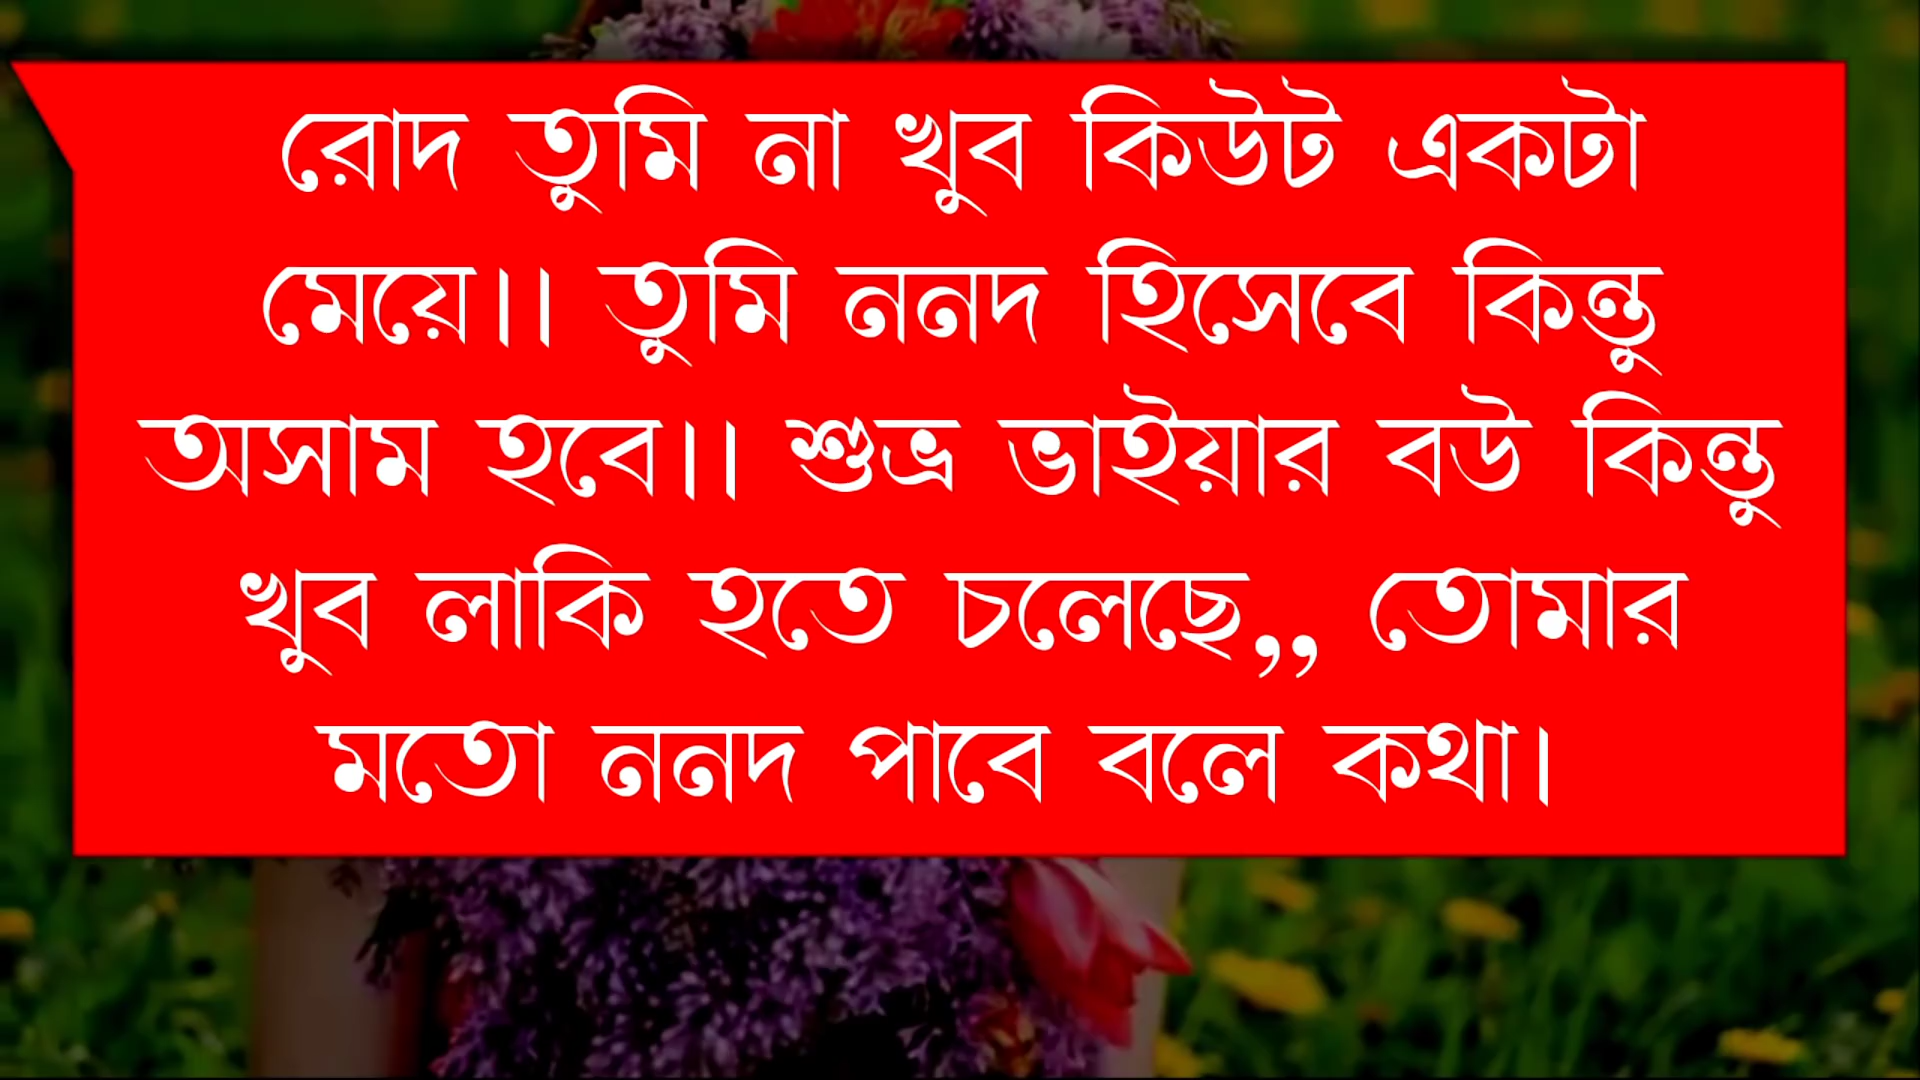 রোদ তুমি না খুব কিউট একটা
মেয়ে।। তুমি ননদ হিসেবে কিন্তু
অসাম হবে।। শুভ্র ভাইয়ার বউ কিন্তু
খুব লাকি হতে চলেছে,, তোমার
মতো ননদ পাবে বলে কথা।